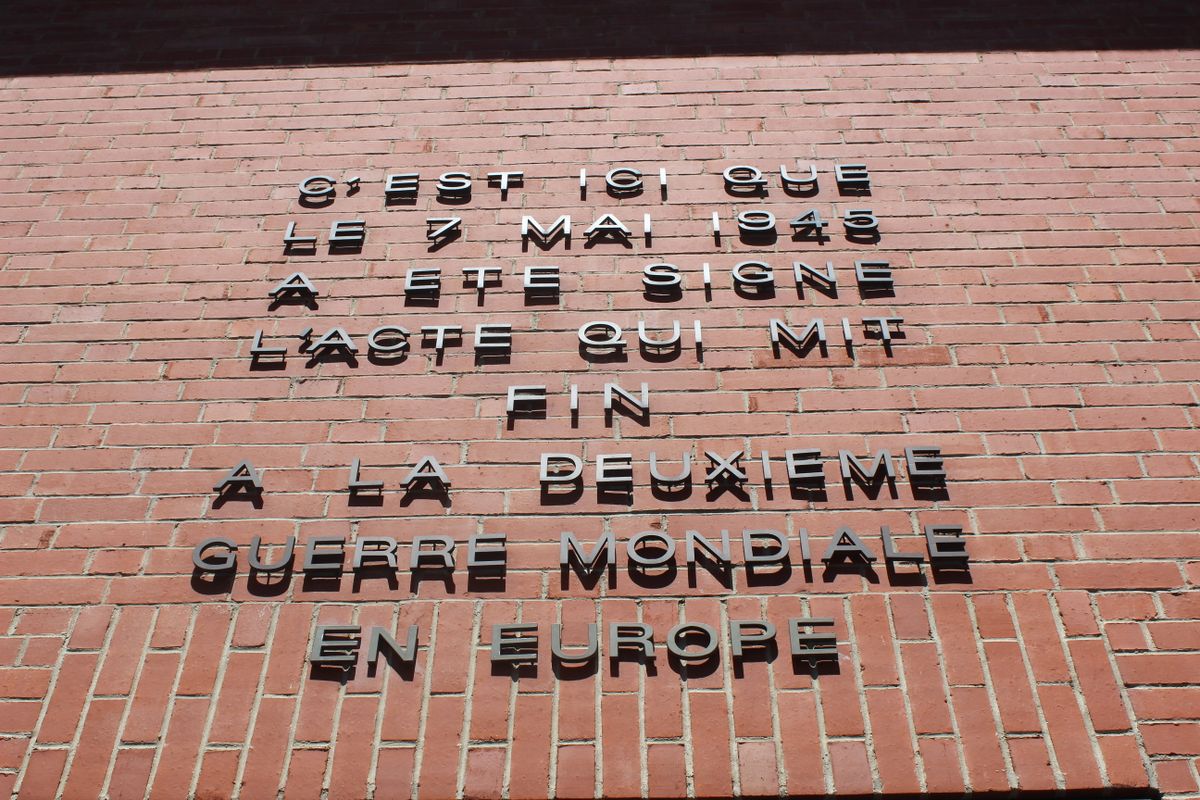 C'EST ICI QUE
LE 7 MAI 1945
A ETE SIGNE
L'ACTE QUI MIT
FIN
A LA DEUXIEME
GUERRE MONDIALE
EN EUROPE